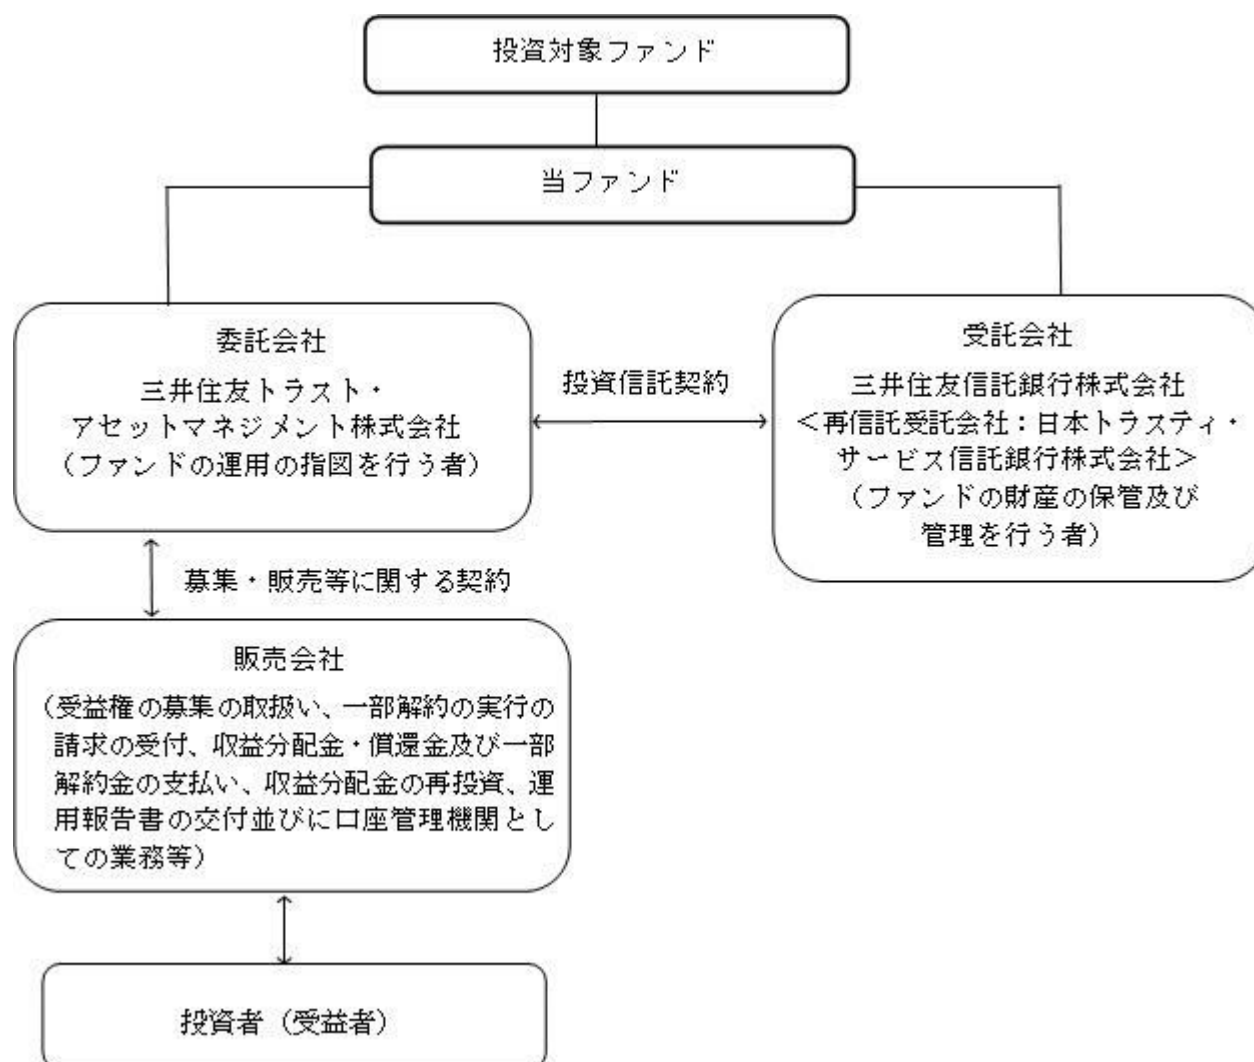 投資対象ファンド
当ファンド
委託会社
三井住友トラスト・
アセットマネジメント株式会社
（ファンドの運用の指図を行う者）
投資信託契約
受託会社
三井住友信託銀行株式会社
＜再信託受託会社：日本トラスティ・
サービス信託銀行株式会社＞
（ファンドの財産の保管及び
管理を行う者）
募集・販売等に関する契約
販売会社
（受益権の募集の取扱い、一部解約の実行の
請求の受付、収益分配金・償還金及び一部
解約金の支払い、収益分配金の再投資、運
用報告書の交付並びに口座管理機関とし
ての業務等）
投資者（受益者）